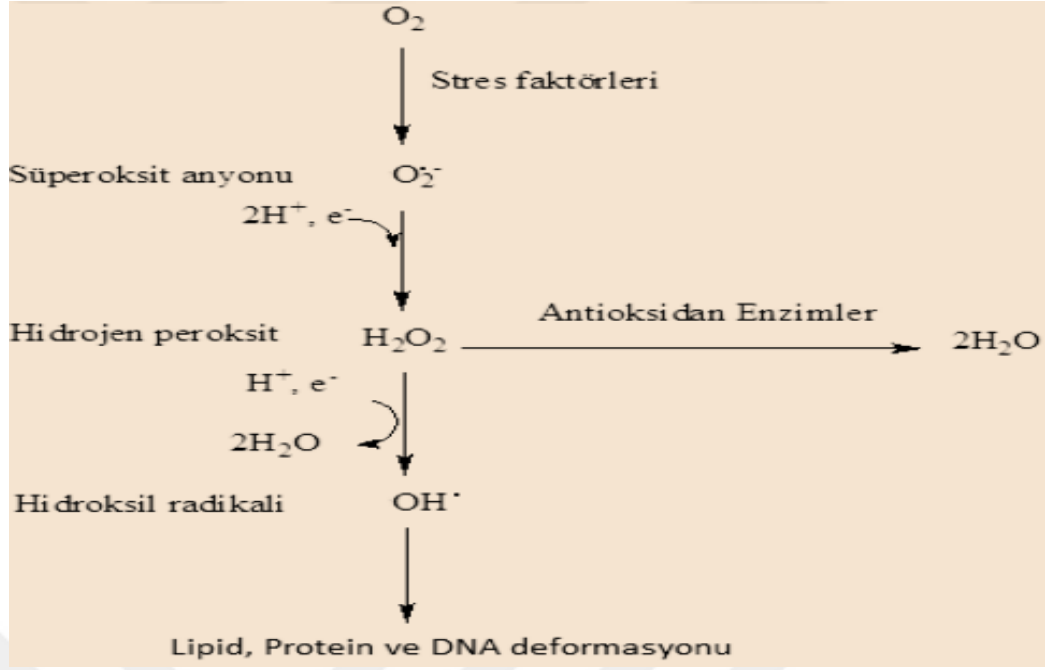 O₂
Stres faktörleri
Süperoksit anyonu O₂·⁻
2H⁺, e⁻
Antioksidan Enzimler
Hidrojen peroksit H₂O₂ 2H₂O
H⁺, e⁻
2H₂O
Hidroksil radikali OH·
Lipid, Protein ve DNA deformasyonu